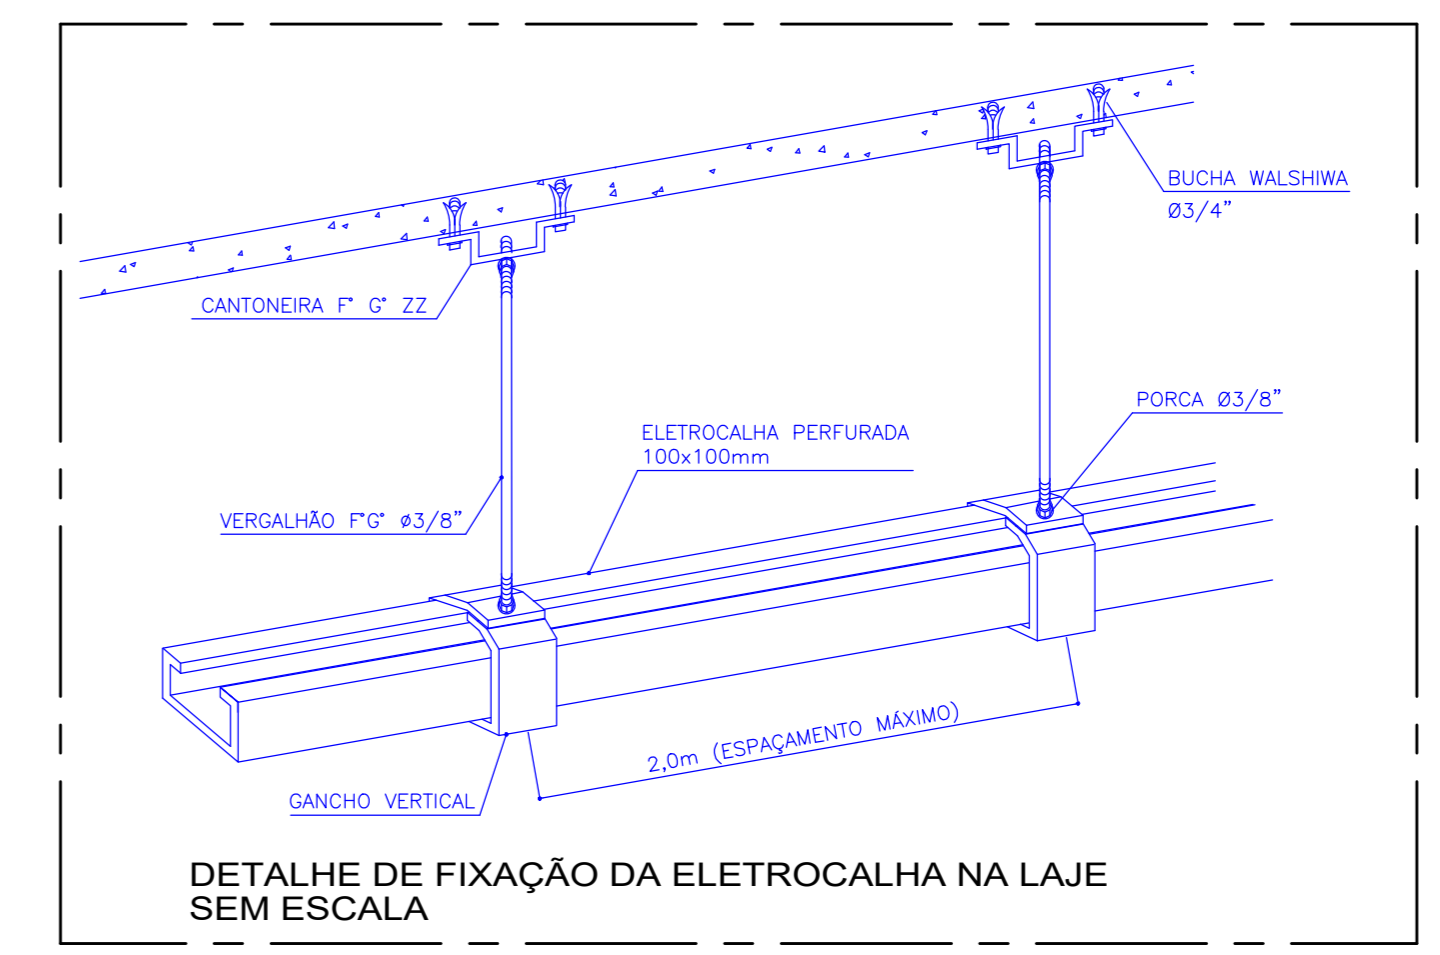 BUCHA WALSHIWA
Ø3/4”
CANTONEIRA F° G° ZZ
PORCA Ø3/8”
ELETROCALHA PERFURADA
100x100mm
VERGALHÃO F°G° ø3/8”
2,0m (ESPAÇAMENTO MÁXIMO)
GANCHO VERTICAL
DETALHE DE FIXAÇÃO DA ELETROCALHA NA LAJE
SEM ESCALA